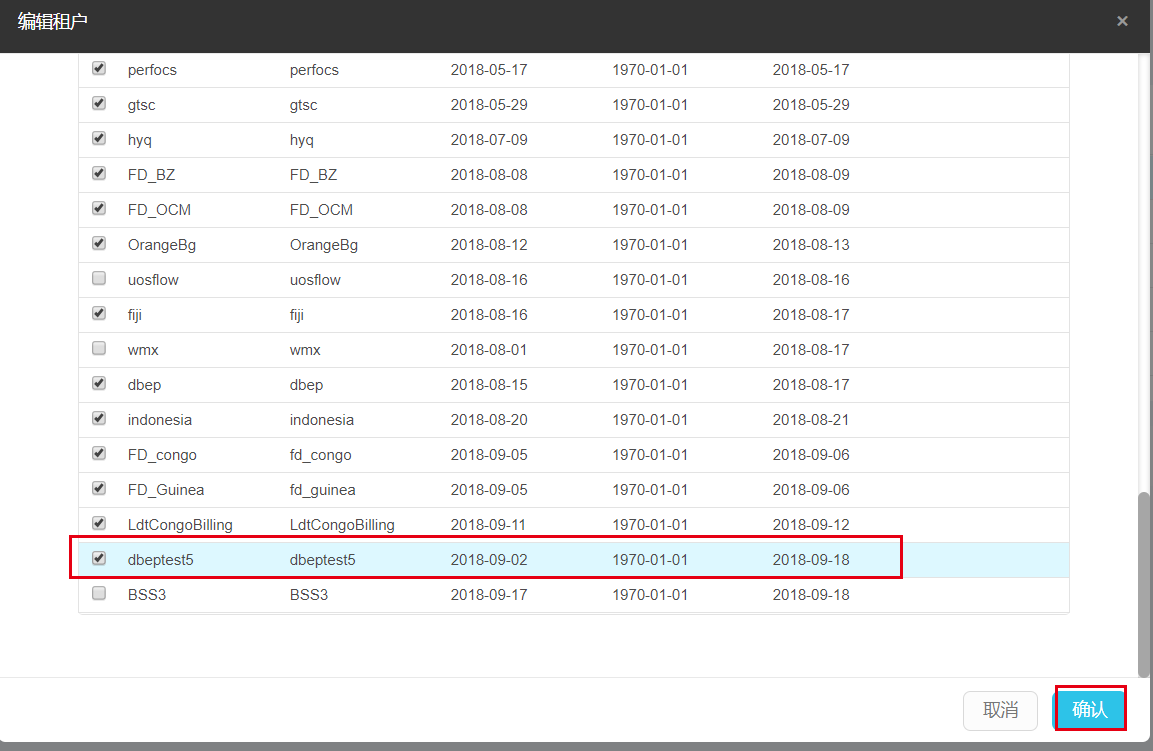 编辑租户 ×
perfocs perfocs 2018-05-17 1970-01-01 2018-05-17
gtsc gtsc 2018-05-29 1970-01-01 2018-05-29
hyq hyq 2018-07-09 1970-01-01 2018-07-09
FD_BZ FD_BZ 2018-08-08 1970-01-01 2018-08-09
FD_OCM FD_OCM 2018-08-08 1970-01-01 2018-08-09
OrangeBg OrangeBg 2018-08-12 1970-01-01 2018-08-13
uosflow uosflow 2018-08-16 1970-01-01 2018-08-16
fiji fiji 2018-08-16 1970-01-01 2018-08-17
wmx wmx 2018-08-01 1970-01-01 2018-08-17
dbep dbep 2018-08-15 1970-01-01 2018-08-17
indonesia indonesia 2018-08-20 1970-01-01 2018-08-21
FD_congo fd_congo 2018-09-05 1970-01-01 2018-09-06
FD_Guinea fd_guinea 2018-09-05 1970-01-01 2018-09-06
LdtCongoBilling LdtCongoBilling 2018-09-11 1970-01-01 2018-09-12
dbeptest5 dbeptest5 2018-09-02 1970-01-01 2018-09-18
BSS3 BSS3 2018-09-17 1970-01-01 2018-09-18
取消 确认